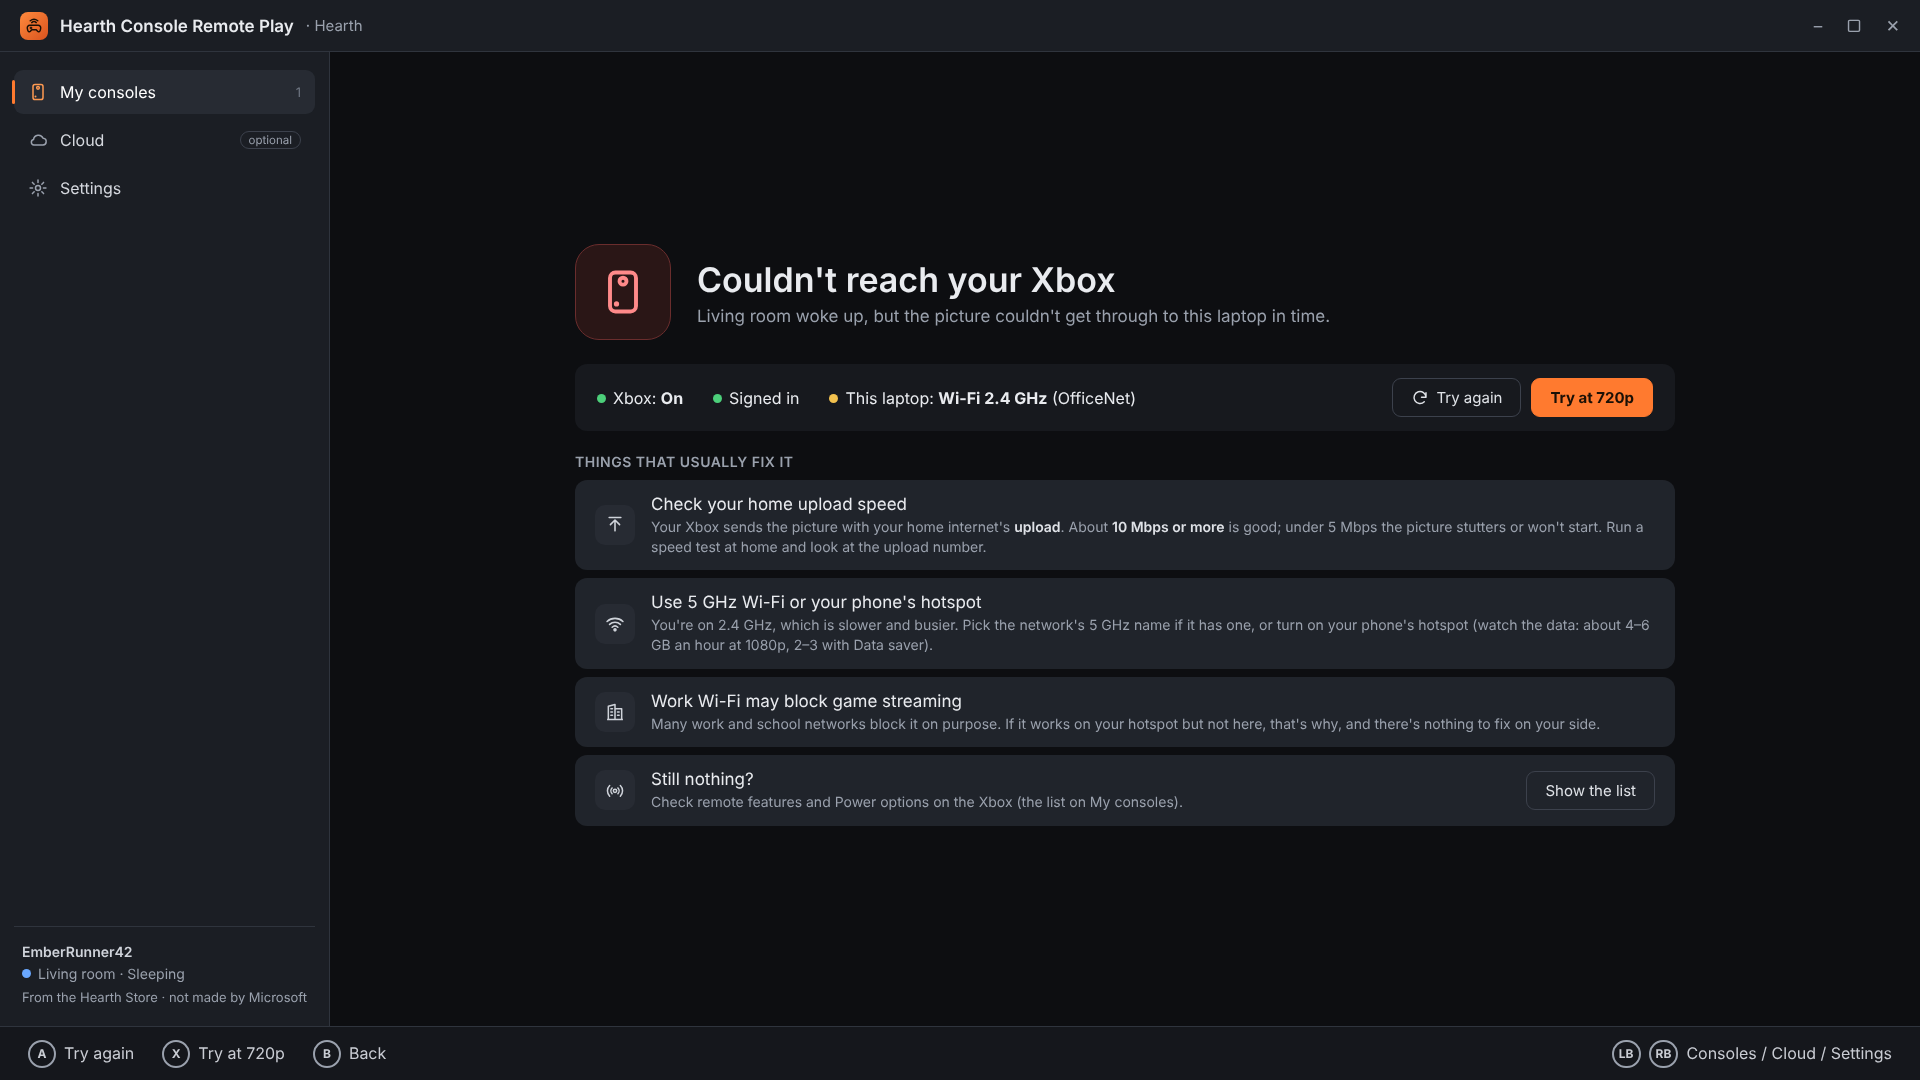 Hearth Console Remote Play · Hearth
My consoles 1
Cloud optional
Settings
Couldn't reach your Xbox
Living room woke up, but the picture couldn't get through to this laptop in time.
Xbox: On Signed in This laptop: Wi-Fi 2.4 GHz (OfficeNet) Try again Try at 720p
THINGS THAT USUALLY FIX IT
Check your home upload speed
Your Xbox sends the picture with your home internet's upload. About 10 Mbps or more is good; under 5 Mbps the picture stutters or won't start. Run a
speed test at home and look at the upload number.
Use 5 GHz Wi-Fi or your phone's hotspot
You're on 2.4 GHz, which is slower and busier. Pick the network's 5 GHz name if it has one, or turn on your phone's hotspot (watch the data: about 4–6
GB an hour at 1080p, 2–3 with Data saver).
Work Wi-Fi may block game streaming
Many work and school networks block it on purpose. If it works on your hotspot but not here, that's why, and there's nothing to fix on your side.
Still nothing?
Check remote features and Power options on the Xbox (the list on My consoles).
Show the list
EmberRunner42
Living room · Sleeping
From the Hearth Store · not made by Microsoft
A Try again X Try at 720p B Back LB RB Consoles / Cloud / Settings